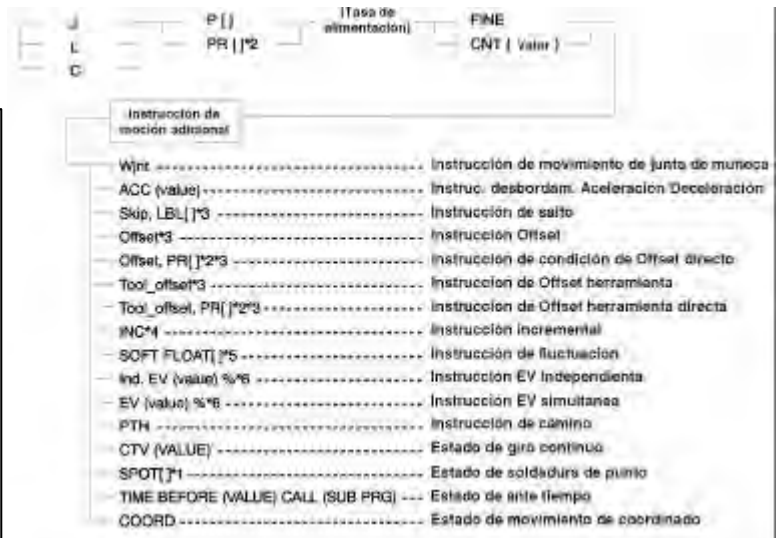 J P[] (Tasa de alimentación) FINE
L PR []*2 CNT ( Valor )
C
Instrucción de
moción adicional
Wjnt ---------- Instrucción de movimiento de junta de muneca
ACC (value) ---------- Instruc. desbordam. Aceleración Deceleración
Skip, LBL[]*3 ---------- Instrucción de salto
Offset*3 ---------- Instrucción Offset
Offset, PR[]*2*3 ---------- Instrucción de condición de Offset directo
Tool_offset*3 ---------- Instrucción de Offset herramienta
Tool_offset, PR[]*2*3 ---------- Instrucción de Offset herramienta directa
INC*4 ---------- Instrucción incremental
SOFT FLOAT[]*5 ---------- Instrucción de fluctuación
Ind. EV (value) %*6 ---------- Instrucción EV Independienta
EV (value) %*6 ---------- Instrucción EV simultanea
PTH ---------- Instrucción de camino
CTV (VALUE) ---------- Estado de giro continuo
SPOT[]*1 ---------- Estado de soldadura de punto
TIME BEFORE (VALUE) CALL (SUB PRG) --- Estado de ante tiempo
COORD ---------- Estado de movimiento de coordinado